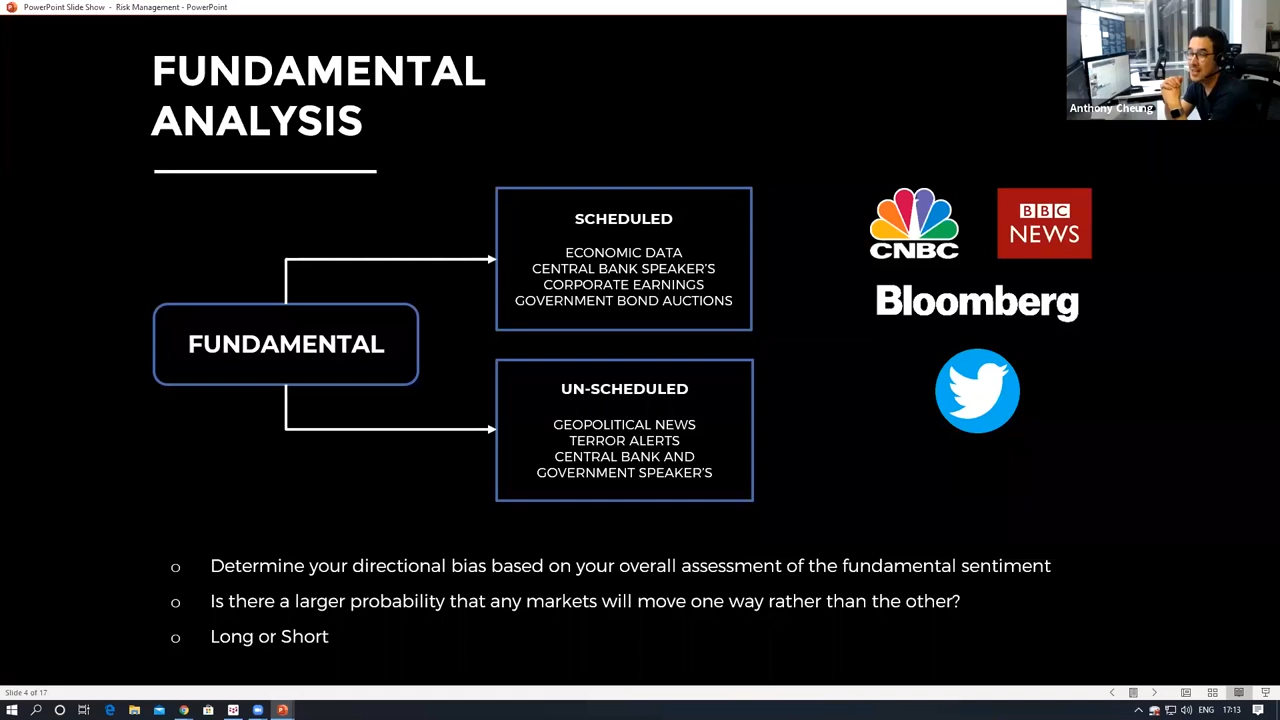 PowerPoint Slide Show - Risk Management - PowerPoint
Anthony Cheung
FUNDAMENTAL
ANALYSIS
FUNDAMENTAL
SCHEDULED
ECONOMIC DATA
CENTRAL BANK SPEAKER'S
CORPORATE EARNINGS
GOVERNMENT BOND AUCTIONS
UN-SCHEDULED
GEOPOLITICAL NEWS
TERROR ALERTS
CENTRAL BANK AND
GOVERNMENT SPEAKER'S
CNBC
BBC
NEWS
Bloomberg
o Determine your directional bias based on your overall assessment of the fundamental sentiment
o Is there a larger probability that any markets will move one way rather than the other?
o Long or Short
Slide 4 of 17
ENG 17:13